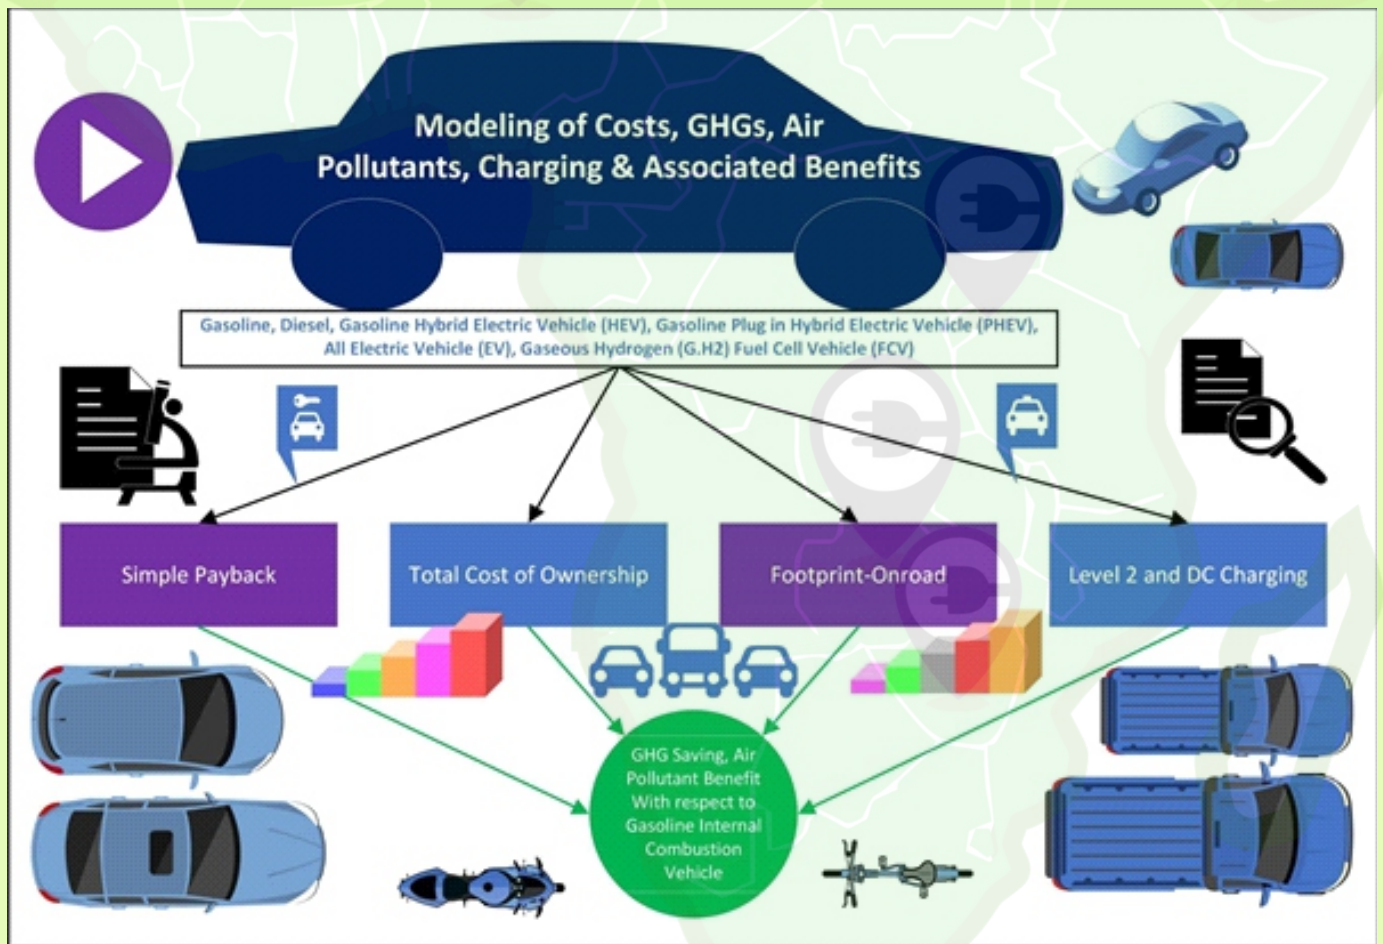 Modeling of Costs, GHGs, Air
Pollutants, Charging & Associated Benefits
Gasoline, Diesel, Gasoline Hybrid Electric Vehicle (HEV), Gasoline Plug in Hybrid Electric Vehicle (PHEV),
All Electric Vehicle (EV), Gaseous Hydrogen (G.H2) Fuel Cell Vehicle (FCV)
Simple Payback
Total Cost of Ownership
Footprint-Onroad
Level 2 and DC Charging
GHG Saving, Air
Pollutant Benefit
With respect to
Gasoline Internal
Combustion
Vehicle